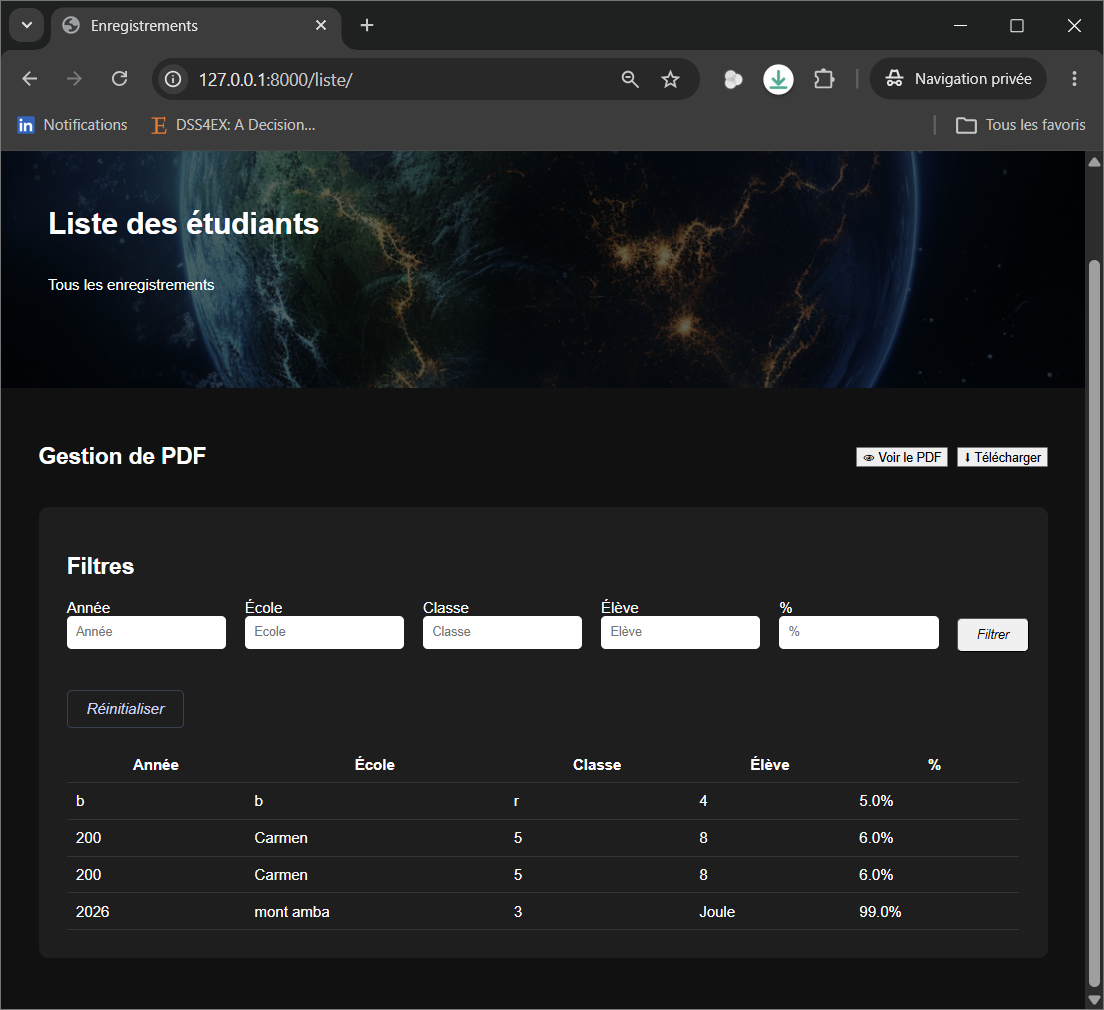 Enregistrements
127.0.0.1:8000/liste/
Navigation privée
Notifications
DSS4EX: A Decision...
Tous les favoris
Liste des étudiants
Tous les enregistrements
Gestion de PDF
Voir le PDF
Télécharger
Filtres
Année École Classe Élève %
Année Ecole Classe Elève % Filtrer
Réinitialiser
Année École Classe Élève %
b b r 4 5.0%
200 Carmen 5 8 6.0%
200 Carmen 5 8 6.0%
2026 mont amba 3 Joule 99.0%